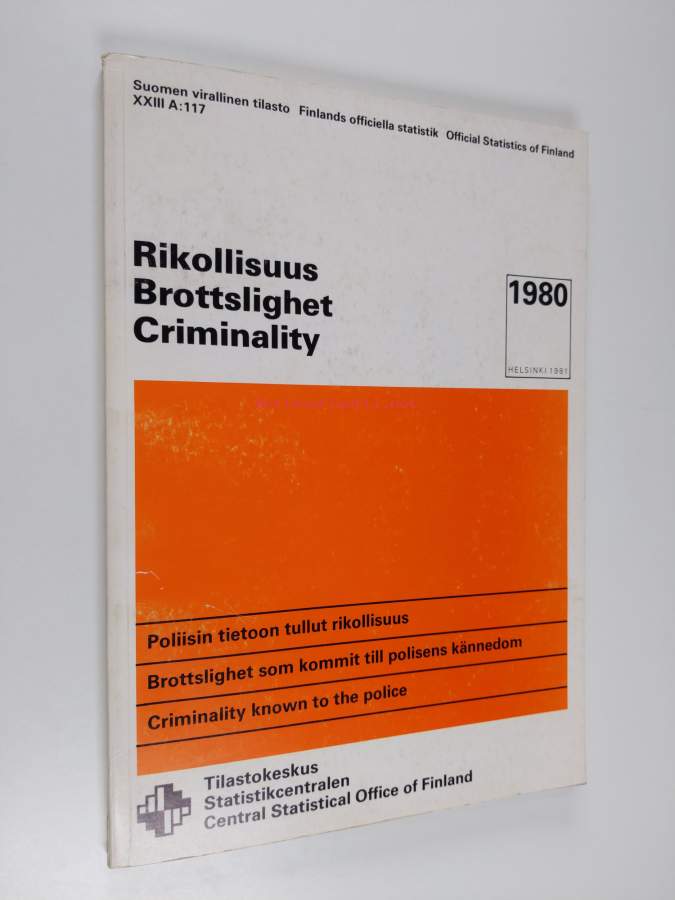 Suomen virallinen tilasto Finlands officiella statistik Official Statistics of Finland
XXIII A:117
Rikollisuus
Brottslighet
Criminality
1980
HELSINKI 1981
Poliisin tietoon tullut rikollisuus
Brottslighet som kommit till polisens kännedom
Criminality known to the police
Tilastokeskus
Statistikcentralen
Central Statistical Office of Finland